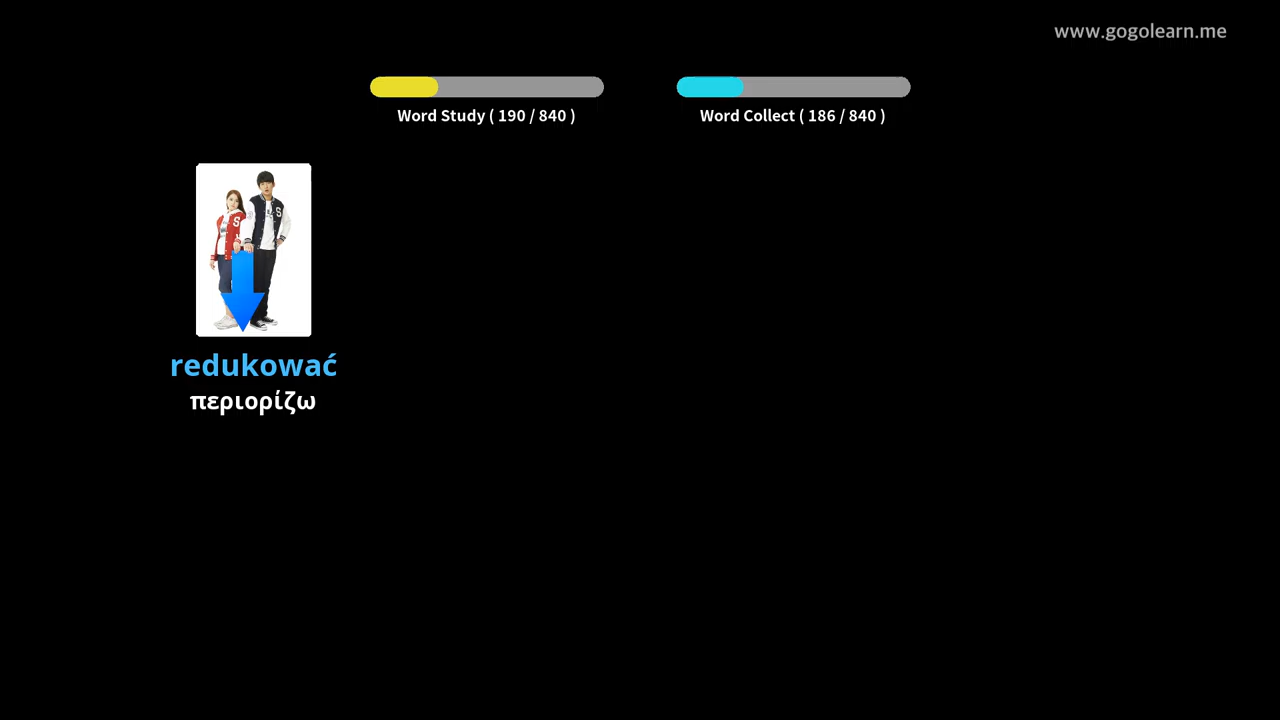 www.gogolearn.me
Word Study ( 190 / 840 )
Word Collect ( 186 / 840 )
S
S
redukować
περιορίζω